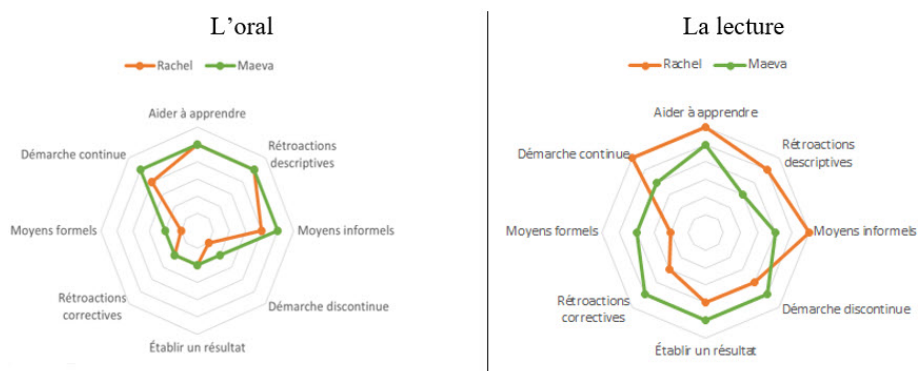 L'oral
Rachel Maeva
Aider à apprendre
Rétroactions
descriptives
Démarche continue
Moyens formels
Moyens informels
Rétroactions
correctives
Démarche discontinue
Établir un résultat
La lecture
Rachel Maeva
Aider à apprendre
Rétroactions
descriptives
Démarche continue
Moyens formels
Moyens informels
Rétroactions
correctives
Démarche discontinue
Établir un résultat